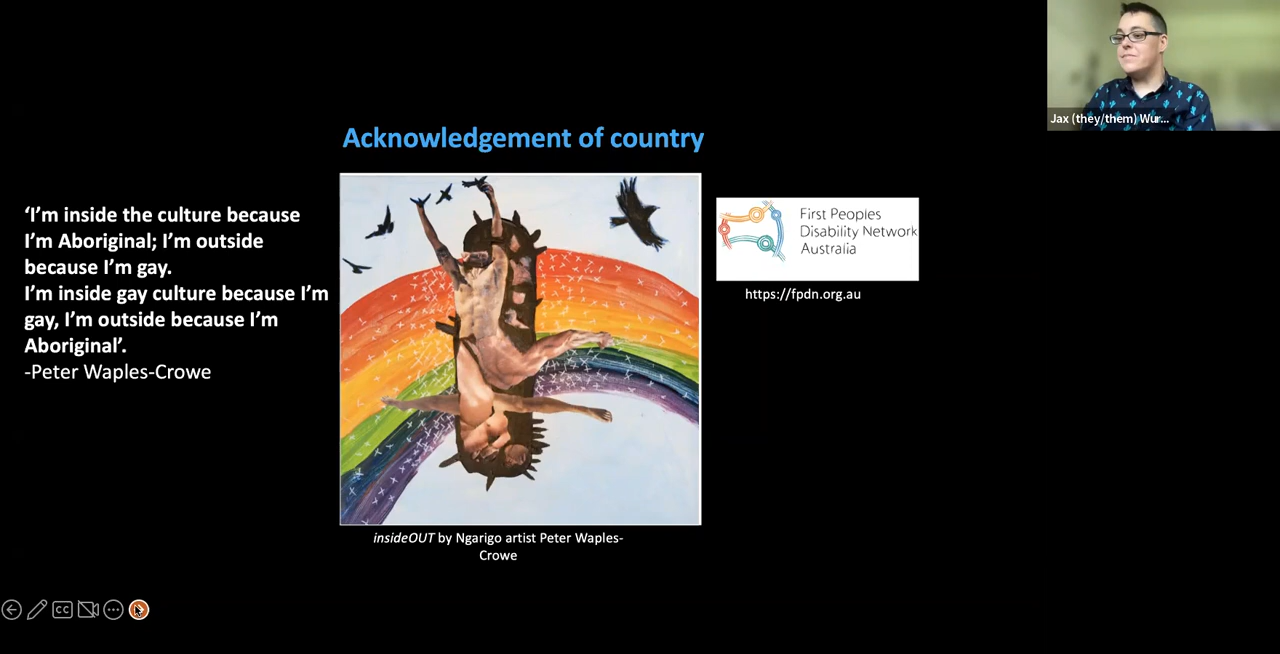 Acknowledgement of country
‘I’m inside the culture because
I’m Aboriginal; I’m outside
because I’m gay.
I’m inside gay culture because I’m
gay, I’m outside because I’m
Aboriginal’.
-Peter Waples-Crowe
insideOUT by Ngarigo artist Peter Waples-
Crowe
First Peoples
Disability Network
Australia
https://fpdn.org.au
Jax (they/them) Wur...
CC